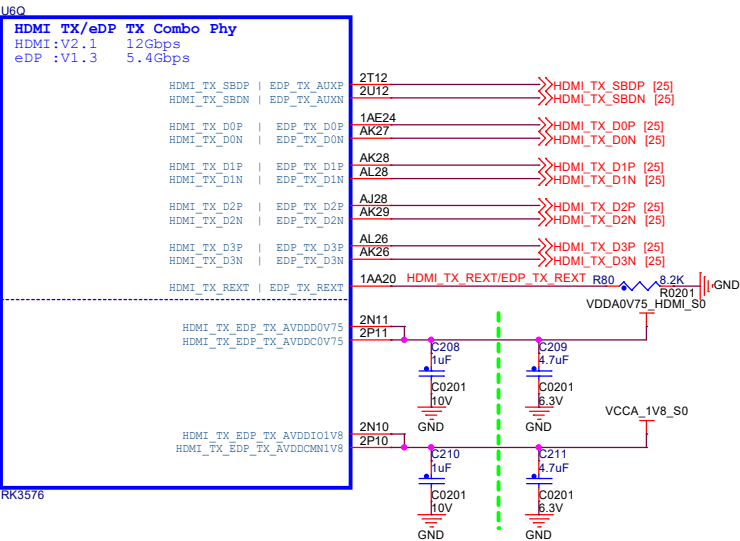 U6Q
HDMI TX/eDP TX Combo Phy
HDMI:V2.1 12Gbps
eDP :V1.3 5.4Gbps
HDMI_TX_SBDP | EDP_TX_AUXP 2T12 HDMI_TX_SBDP [25]
HDMI_TX_SBDN | EDP_TX_AUXN 2U12 HDMI_TX_SBDN [25]
HDMI_TX_D0P | EDP_TX_D0P 1AE24 HDMI_TX_D0P [25]
HDMI_TX_D0N | EDP_TX_D0N AK27 HDMI_TX_D0N [25]
HDMI_TX_D1P | EDP_TX_D1P AK28 HDMI_TX_D1P [25]
HDMI_TX_D1N | EDP_TX_D1N AL28 HDMI_TX_D1N [25]
HDMI_TX_D2P | EDP_TX_D2P AJ28 HDMI_TX_D2P [25]
HDMI_TX_D2N | EDP_TX_D2N AK29 HDMI_TX_D2N [25]
HDMI_TX_D3P | EDP_TX_D3P AL26 HDMI_TX_D3P [25]
HDMI_TX_D3N | EDP_TX_D3N AK26 HDMI_TX_D3N [25]
HDMI_TX_REXT | EDP_TX_REXT 1AA20 HDMI_TX_REXT/EDP_TX_REXT R80 8.2K GND
R0201
VDDA0V75_HDMI_S0
HDMI_TX_EDP_TX_AVDDD0V75 2N11
HDMI_TX_EDP_TX_AVDDC0V75 2P11
C208 C209
1uF 4.7uF
C0201 C0201
10V 6.3V
GND GND
VCCA_1V8_S0
HDMI_TX_EDP_TX_AVDDIO1V8 2N10
HDMI_TX_EDP_TX_AVDDCMN1V8 2P10
C210 C211
1uF 4.7uF
RK3576 C0201 C0201
10V 6.3V
GND GND